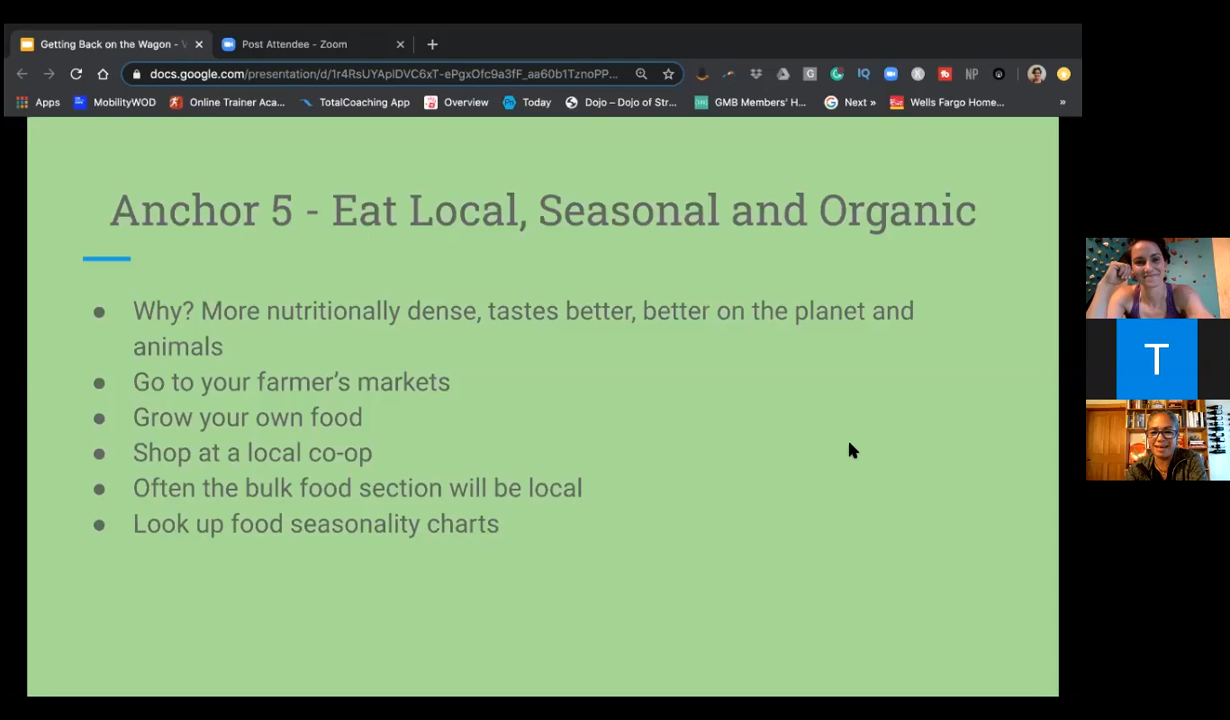 Getting Back on the Wagon - 
Post Attendee - Zoom
docs.google.com/presentation/d/1r4RsUYAplDVC6xT-ePgxOfc9a3fF_aa60b1TznoPP...
G IQ NP
Apps MobilityWOD Online Trainer Aca... TotalCoaching App Overview Today Dojo – Dojo of Str... GMB Members' H... Next » Wells Fargo Home... »
Anchor 5 - Eat Local, Seasonal and Organic
Why? More nutritionally dense, tastes better, better on the planet and
animals
Go to your farmer's markets
Grow your own food
Shop at a local co-op
Often the bulk food section will be local
Look up food seasonality charts
T